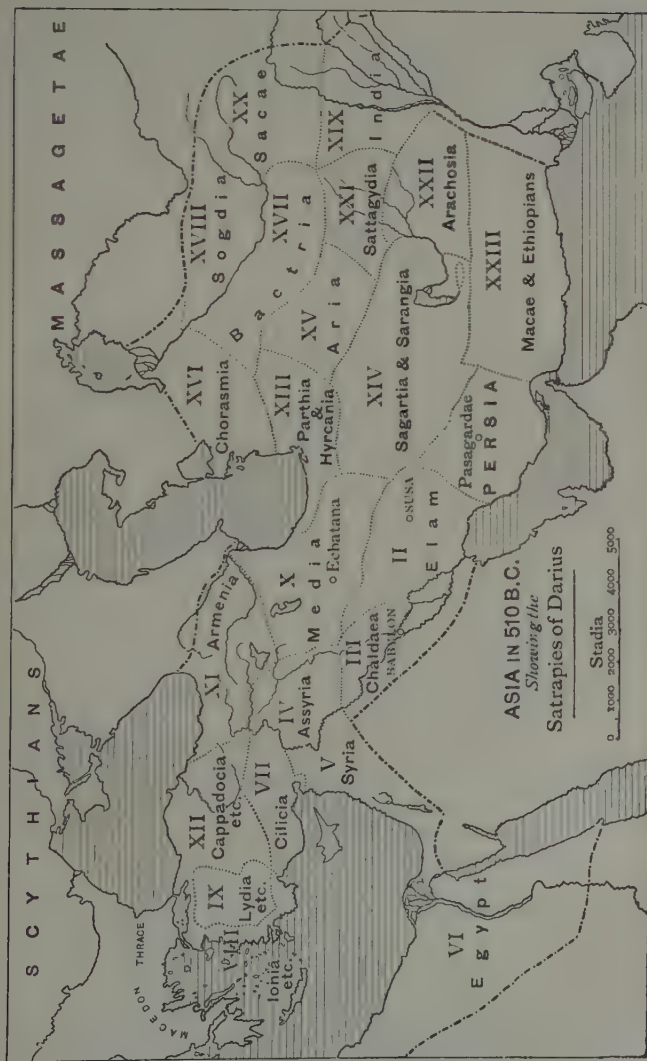 MASSAGETAE
SCYTHIANS
MACEDON
THRACE
XX
Sacae
XVIII
Sogdia
XIX
India
XVII
Bactria
XXI
Sattagydia
XXII
Arachosia
XVI
Chorasmia
XV
Aria
XIII
Parthia
&
Hyrcania
XIV
Sagartia & Sarangia
XXIII
Macae & Ethiopians
Pasagardae
PERSIA
II
SUSA
Elam
X
Media
Ecbatana
XI
Armenia
III
Chaldaea
BABYLON
IV
Assyria
V
Syria
VII
Cilicia
XII
Cappadocia
etc.
IX
Lydia
etc.
VIII
Ionia
etc.
VI
Egypt
ASIA IN 510 B.C.
Showing the
Satrapies of Darius
Stadia
0 1000 2000 3000 4000 5000